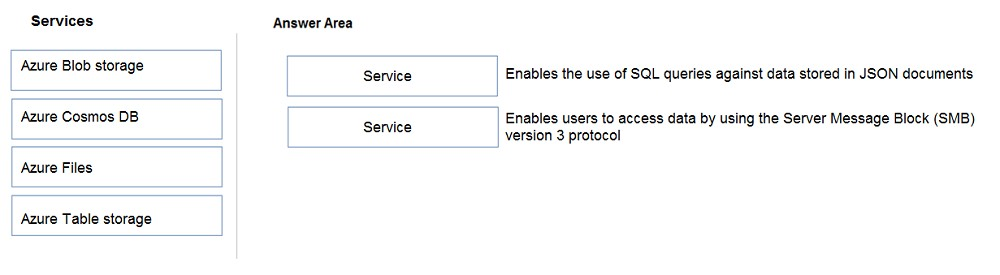 Services
Azure Blob storage
Azure Cosmos DB
Azure Files
Azure Table storage
Answer Area
Service
Enables the use of SQL queries against data stored in JSON documents
Service
Enables users to access data by using the Server Message Block (SMB)
version 3 protocol